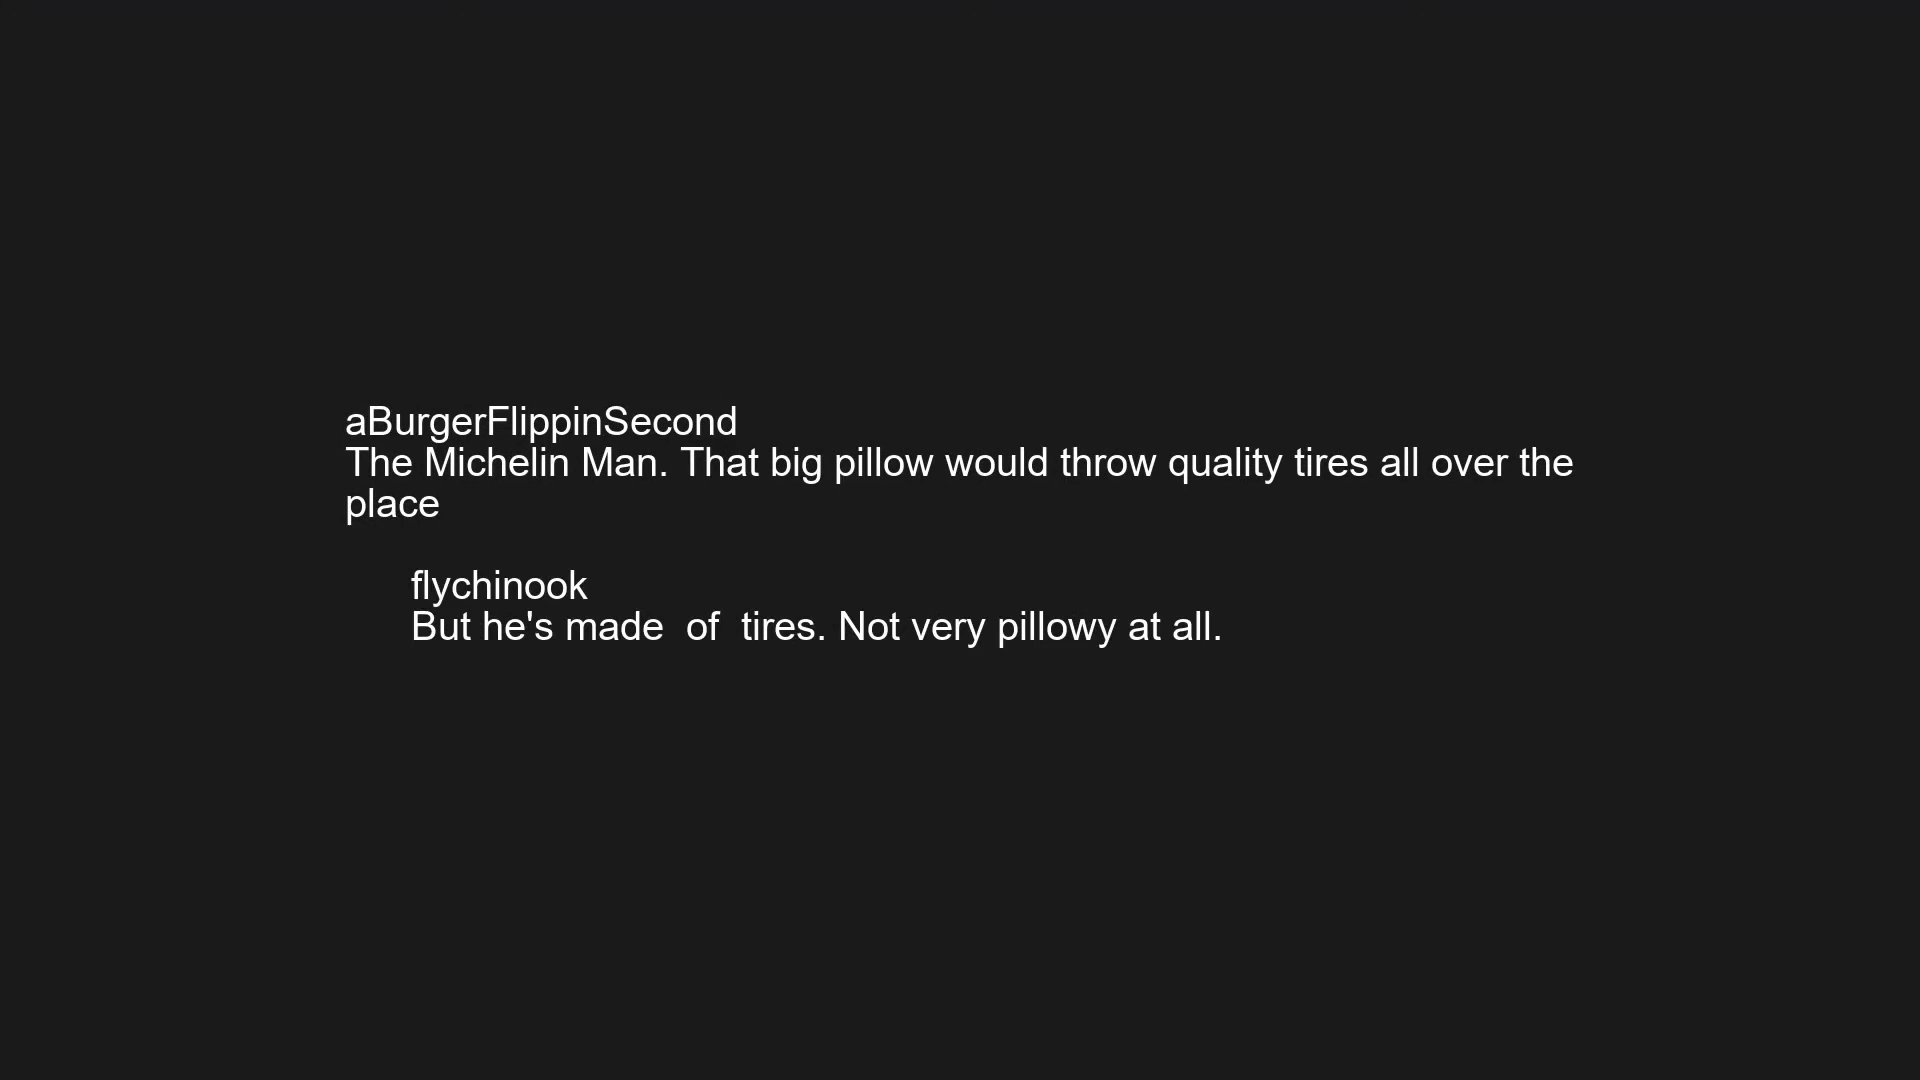 aBurgerFlippinSecond
The Michelin Man. That big pillow would throw quality tires all over the
place
flychinook
But he's made  of  tires. Not very pillowy at all.